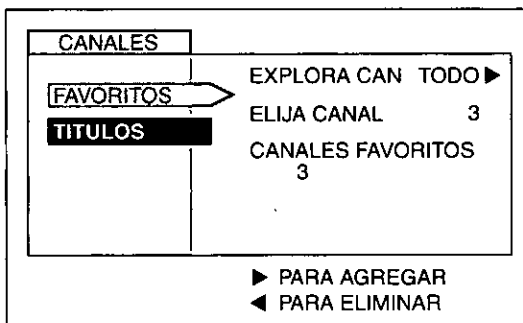 CANALES
FAVORITOS
TITULOS
EXPLORA CAN TODO ▶
ELIJA CANAL 3
CANALES FAVORITOS
3
▶ PARA AGREGAR
◀ PARA ELIMINAR